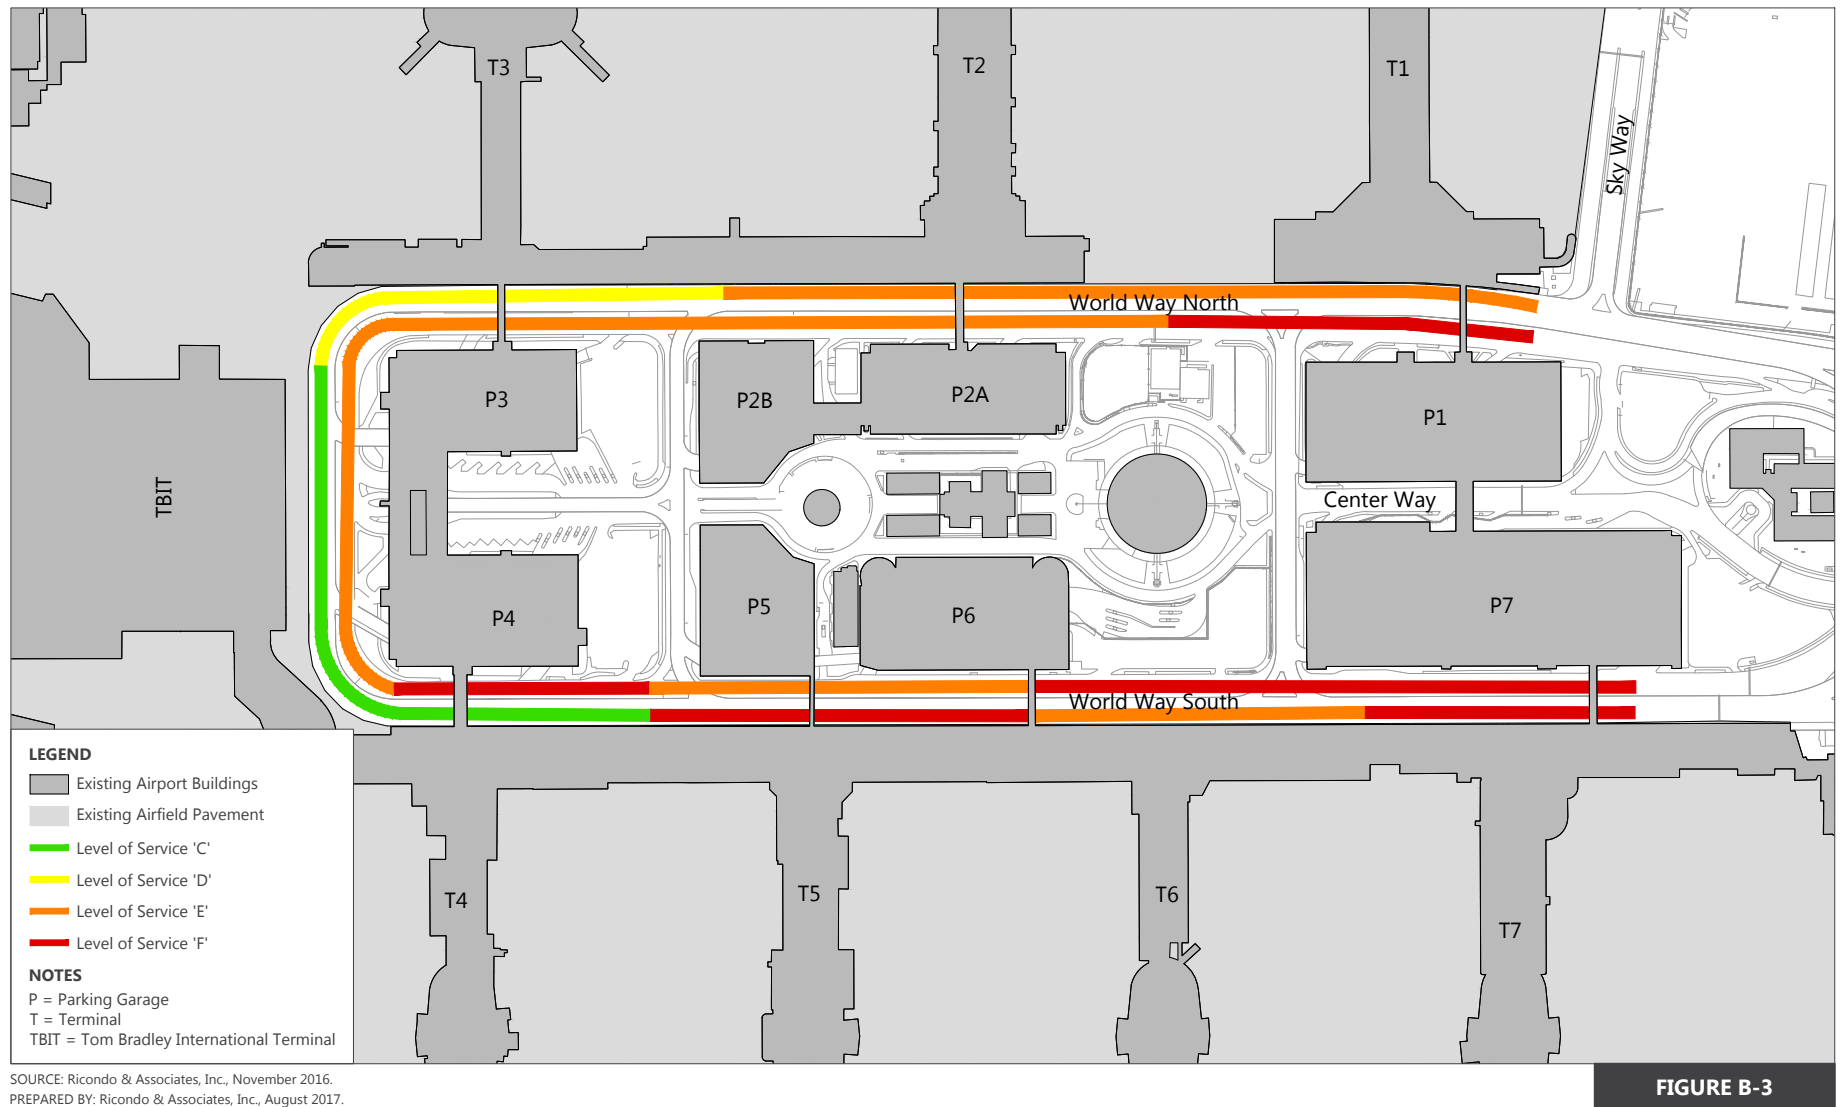 T3
T2
T1
Sky Way
World Way North
P3
P2B
P2A
P1
TBIT
Center Way
P4
P5
P6
P7
World Way South
T4
T5
T6
T7
LEGEND
Existing Airport Buildings
Existing Airfield Pavement
Level of Service 'C'
Level of Service 'D'
Level of Service 'E'
Level of Service 'F'
NOTES
P = Parking Garage
T = Terminal
TBIT = Tom Bradley International Terminal
SOURCE: Ricondo & Associates, Inc., November 2016.
PREPARED BY: Ricondo & Associates, Inc., August 2017.
FIGURE B-3